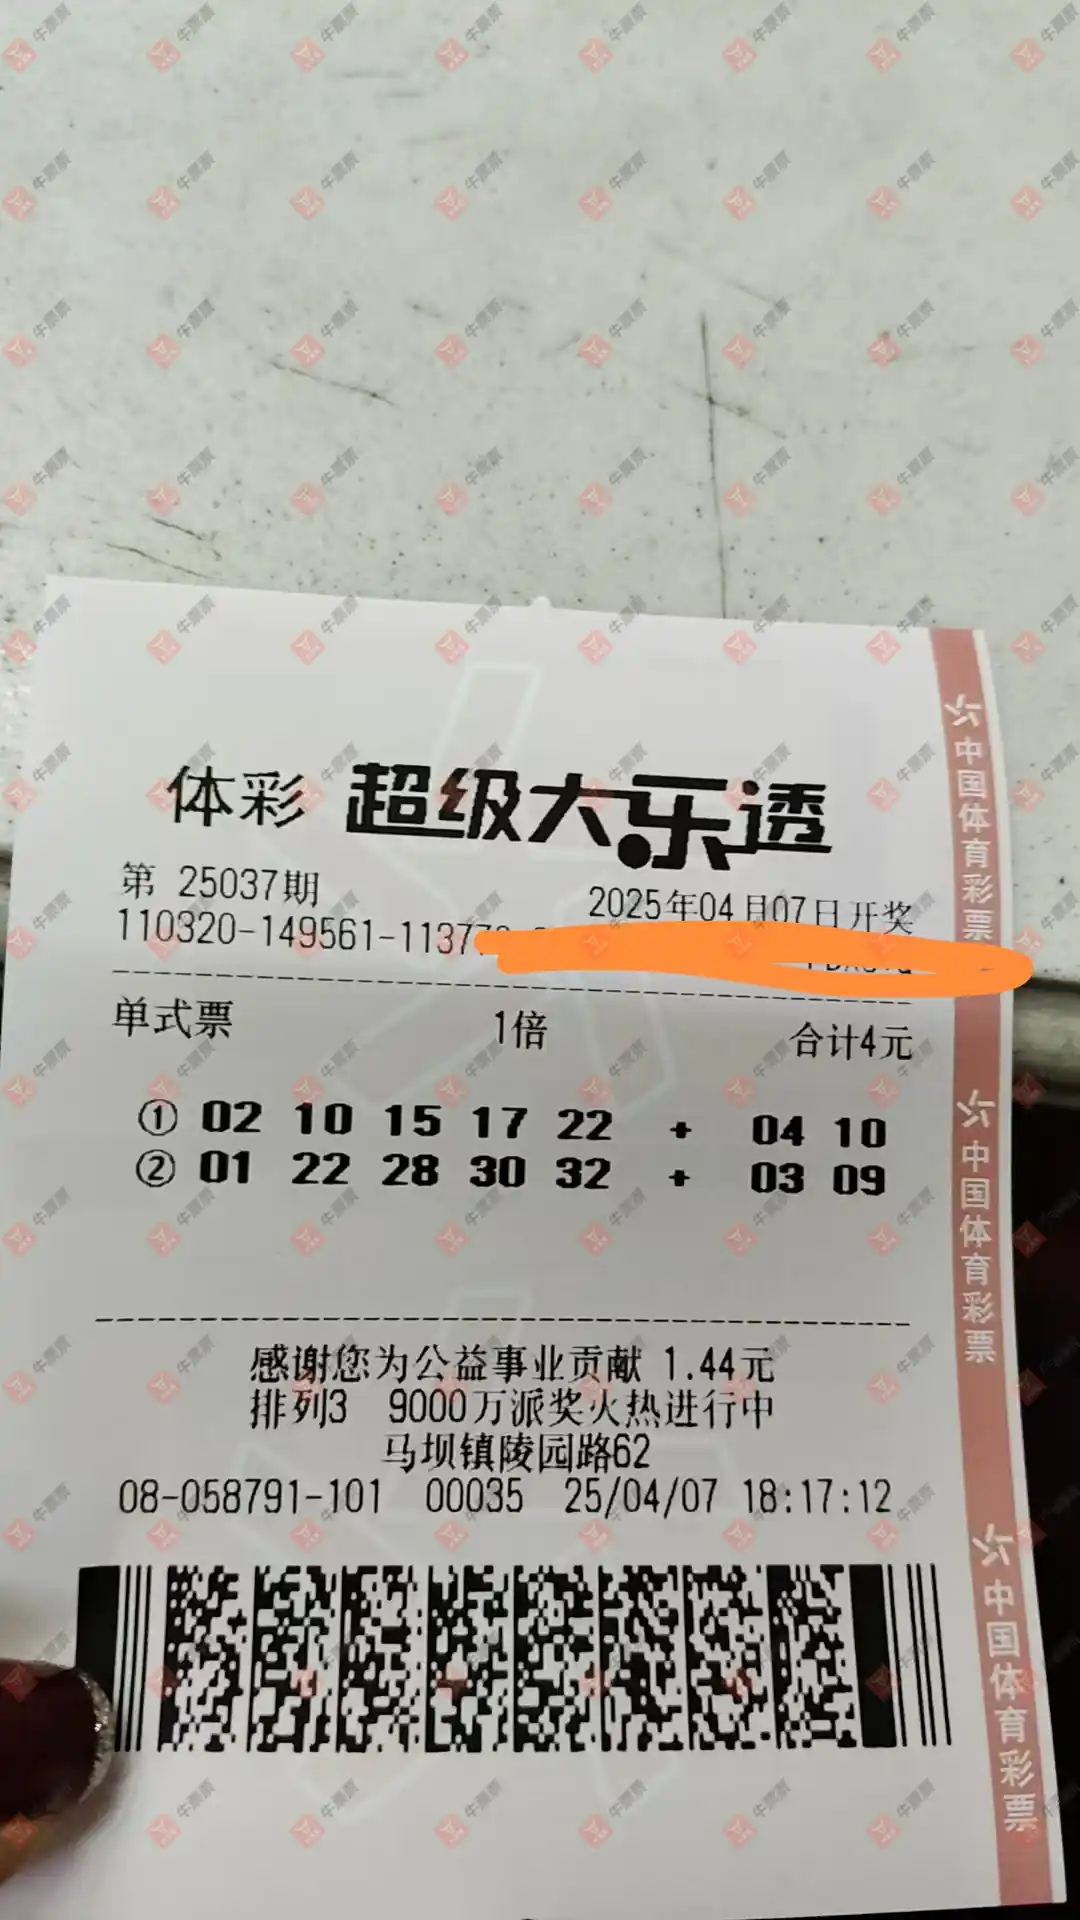 体彩 超级大乐透
第 25037期 2025年04月07日开奖
110320-149561-11377
单式票 1倍 合计4元
① 02 10 15 17 22 + 04 10
② 01 22 28 30 32 + 03 09
感谢您为公益事业贡献 1.44元
排列3 9000万派奖火热进行中
马坝镇陵园路62
08-058791-101 00035 25/04/07 18:17:12
中国体育彩票
中国体育彩票
中国体育彩票
牛票票